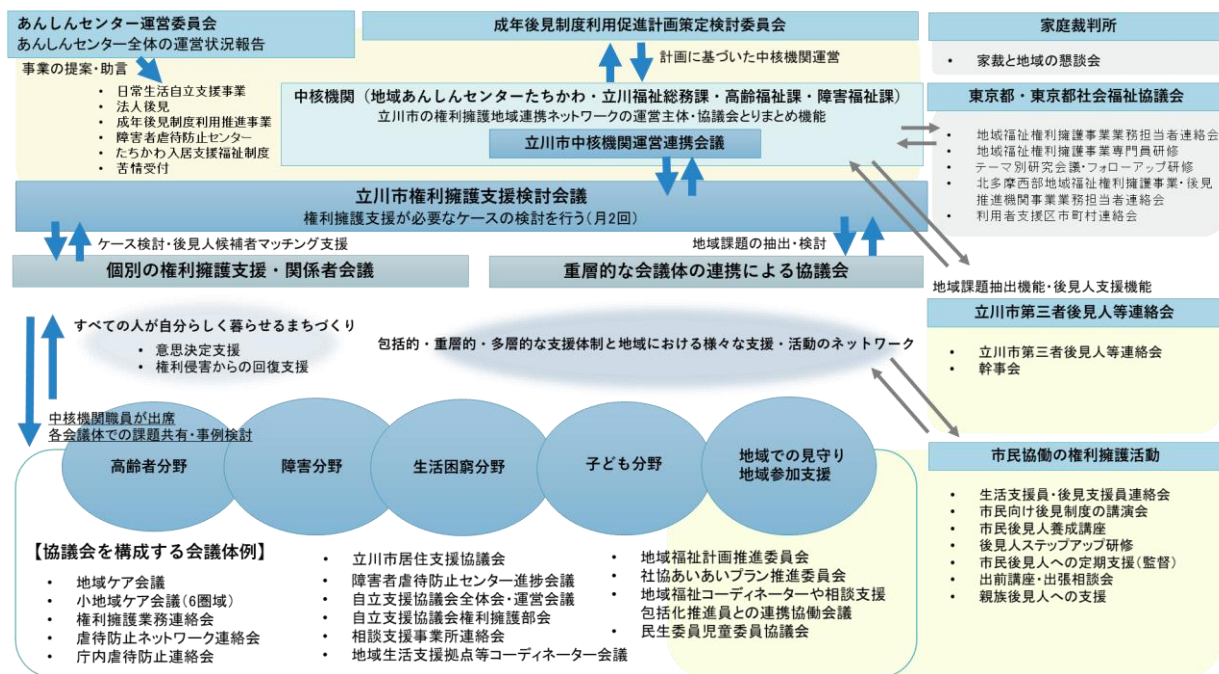 あんしんセンター運営委員会
あんしんセンター全体の運営状況報告
事業の提案・助言
• 日常生活自立支援事業
• 法人後見
• 成年後見制度利用推進事業
• 障害者虐待防止センター
• たちかわ入居支援福祉制度
• 苦情受付
成年後見制度利用促進計画策定検討委員会
計画に基づいた中核機関運営
中核機関（地域あんしんセンターたちかわ・立川福祉総務課・高齢福祉課・障害福祉課）
立川市の権利擁護地域連携ネットワークの運営主体・協議会とりまとめ機能
立川市中核機関運営連携会議
家庭裁判所
• 家裁と地域の懇談会
東京都・東京都社会福祉協議会
• 地域福祉権利擁護事業業務担当者連絡会
• 地域福祉権利擁護事業専門員研修
• テーマ別研究会議・フォローアップ研修
• 北多摩西部地域福祉権利擁護事業・後見
推進機関事業業務担当者連絡会
• 利用者支援区市町村連絡会
立川市権利擁護支援検討会議
権利擁護支援が必要なケースの検討を行う（月2回）
ケース検討・後見人候補者マッチング支援
地域課題の抽出・検討
個別の権利擁護支援・関係者会議
重層的な会議体の連携による協議会
地域課題抽出機能・後見人支援機能
立川市第三者後見人等連絡会
• 立川市第三者後見人等連絡会
• 幹事会
すべての人が自分らしく暮らせるまちづくり
• 意思決定支援
• 権利侵害からの回復支援
包括的・重層的・多層的な支援体制と地域における様々な支援・活動のネットワーク
中核機関職員が出席
各会議体での課題共有・事例検討
高齢者分野
障害分野
生活困窮分野
子ども分野
地域での見守り
地域参加支援
市民協働の権利擁護活動
• 生活支援員・後見支援員連絡会
• 市民向け後見制度の講演会
• 市民後見人養成講座
• 後見人ステップアップ研修
• 市民後見人への定期支援（監督）
• 出前講座・出張相談会
• 親族後見人への支援
【協議会を構成する会議体例】
• 地域ケア会議
• 小地域ケア会議（6圏域）
• 権利擁護業務連絡会
• 虐待防止ネットワーク連絡会
• 庁内虐待防止連絡会
• 立川市居住支援協議会
• 障害者虐待防止センター進捗会議
• 自立支援協議会全体会・運営会議
• 自立支援協議会権利擁護部会
• 相談支援事業所連絡会
• 地域生活支援拠点等コーディネーター会議
• 地域福祉計画推進委員会
• 社協あいあいプラン推進委員会
• 地域福祉コーディネーターや相談支援
包括化推進員との連携協働会議
• 民生委員児童委員協議会